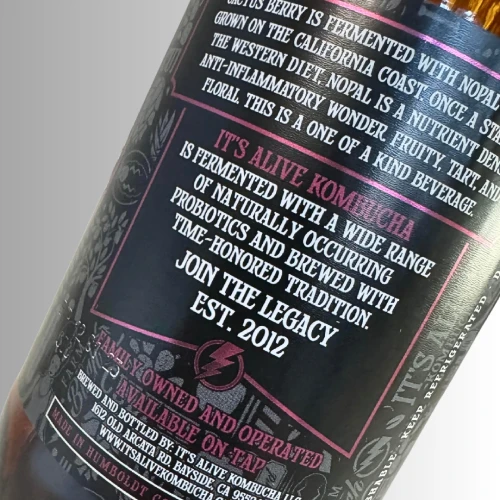 CACTUS BERRY IS FERMENTED WITH NOPAL
GROWN ON THE CALIFORNIA COAST. ONCE A
THE WESTERN DIET, NOPAL IS A NUTRIENT
ANTI-INFLAMMATORY WONDER. FRUITY, TART, AND
FLORAL. THIS IS A ONE OF A KIND BEVERAGE.
IT'S ALIVE KOMBUCHA
IS FERMENTED WITH A WIDE RANGE
OF NATURALLY OCCURRING
PROBIOTICS AND BREWED WITH
TIME-HONORED TRADITION.
JOIN THE LEGACY
EST. 2012
FAMILY OWNED AND OPERATED
AVAILABLE ON TAP
BREWED AND BOTTLED BY: IT'S ALIVE KOMBUCHA LLC
1612 OLD ARCATA RD, BAYSIDE, CA
WWW.ITSALIVEKOMBUCHA
MADE IN HUMBOLDT
IT'S A
KEEP REFRIGERATED